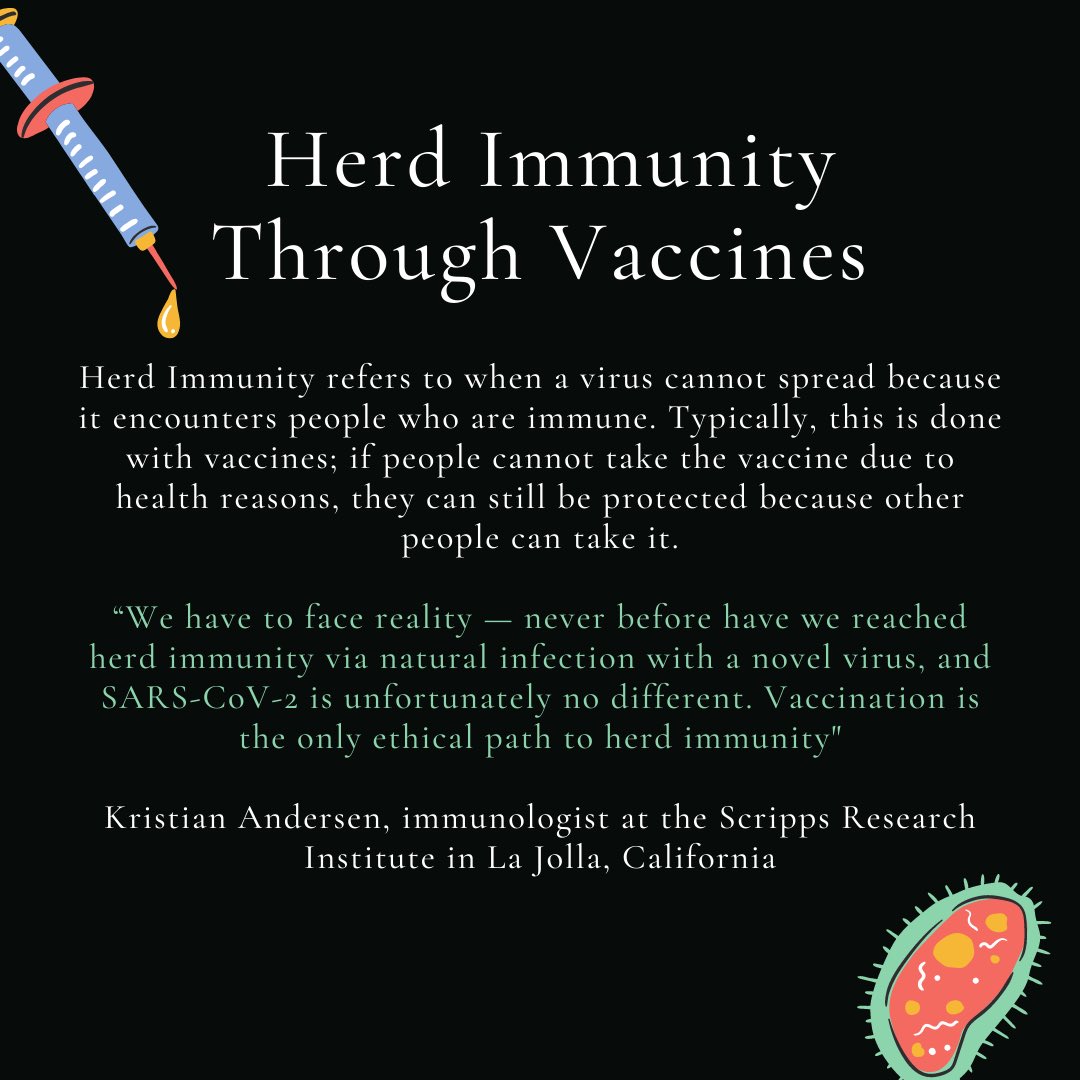 Herd Immunity
Through Vaccines
Herd Immunity refers to when a virus cannot spread because
it encounters people who are immune. Typically, this is done
with vaccines; if people cannot take the vaccine due to
health reasons, they can still be protected because other
people can take it.
“We have to face reality — never before have we reached
herd immunity via natural infection with a novel virus, and
SARS-CoV-2 is unfortunately no different. Vaccination is
the only ethical path to herd immunity"
Kristian Andersen, immunologist at the Scripps Research
Institute in La Jolla, California